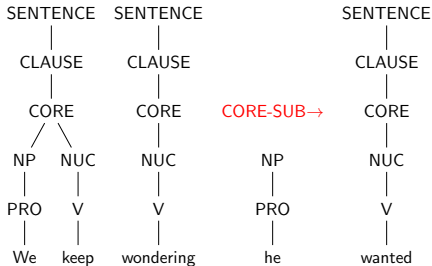 SENTENCE SENTENCE SENTENCE
CLAUSE CLAUSE CLAUSE
CORE CORE CORE-SUB→ CORE
NP NUC NUC NP NUC
PRO V V PRO V
We keep wondering he wanted